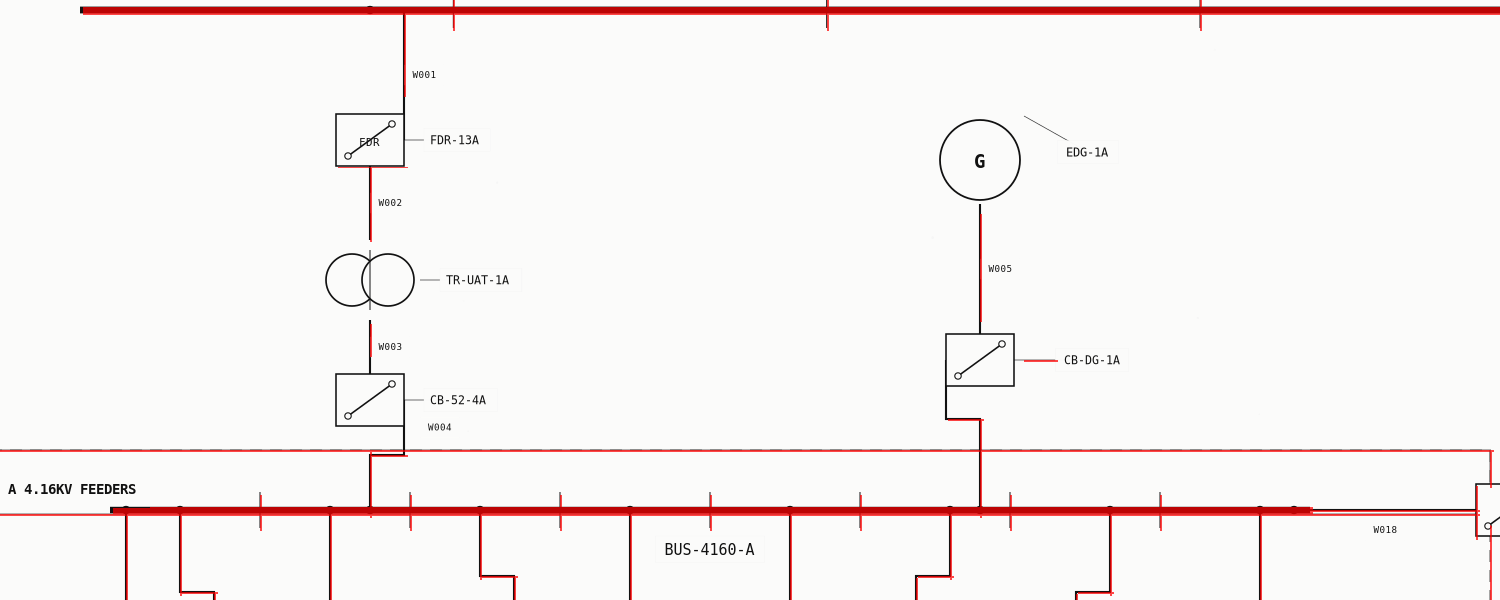 W001
FDR
FDR-13A
G
EDG-1A
W002
W005
TR-UAT-1A
W003
CB-DG-1A
CB-52-4A
W004
A 4.16KV FEEDERS
W018
BUS-4160-A